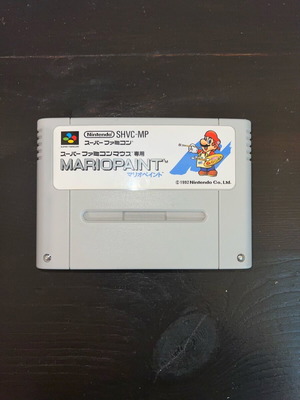 Nintendo SHVC-MP
スーパーファミコン
スーパーファミコンマウス専用
MARIOPAINT™
マリオペイント
©1992 Nintendo Co., Ltd.